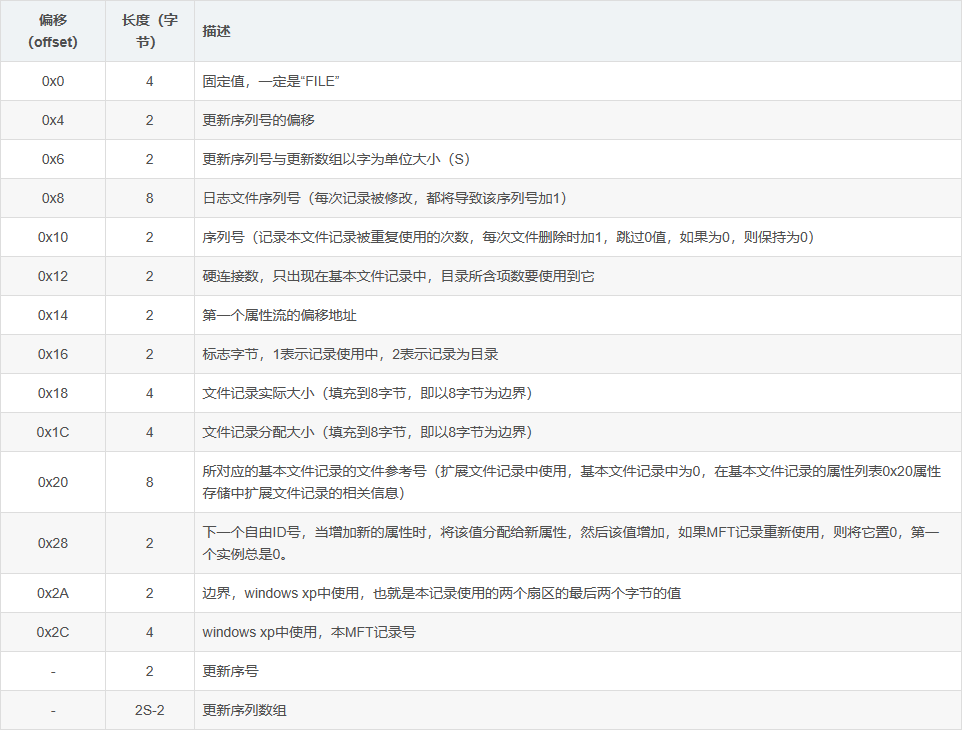 偏移 长度（字 描述
（offset） 节）
0x0 4 固定值，一定是“FILE”
0x4 2 更新序列号的偏移
0x6 2 更新序列号与更新数组以字为单位大小（S）
0x8 8 日志文件序列号（每次记录被修改，都将导致该序列号加1）
0x10 2 序列号（记录本文件记录被重复使用的次数，每次文件删除时加1，跳过0值，如果为0，则保持为0）
0x12 2 硬连接数，只出现在基本文件记录中，目录所含项数要使用到它
0x14 2 第一个属性流的偏移地址
0x16 2 标志字节，1表示记录使用中，2表示记录为目录
0x18 4 文件记录实际大小（填充到8字节，即以8字节为边界）
0x1C 4 文件记录分配大小（填充到8字节，即以8字节为边界）
0x20 8 所对应的基本文件记录的文件参考号（扩展文件记录中使用，基本文件记录中为0，在基本文件记录的属性列表0x20属性
存储中扩展文件记录的相关信息）
0x28 2 下一个自由ID号，当增加新的属性时，将该值分配给新属性，然后该值增加，如果MFT记录重新使用，则将它置0，第一
个实例总是0。
0x2A 2 边界，windows xp中使用，也就是本记录使用的两个扇区的最后两个字节的值
0x2C 4 windows xp中使用，本MFT记录号
- 2 更新序号
- 2S-2 更新序列数组